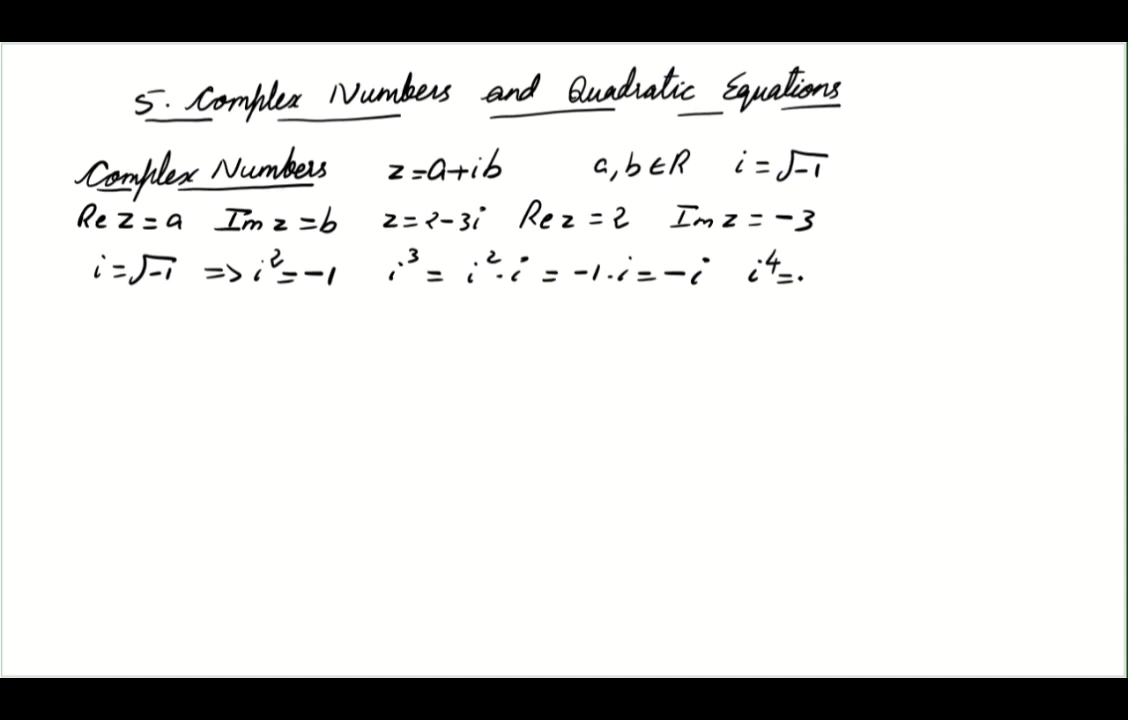 5. Complex Numbers and Quadratic Equations
Complex Numbers z=a+ib a,b∈R i=√-1
Re z=a Im z=b z=2-3i Re z=2 Im z=-3
i=√-1 => i²=-1 i³=i²·i=-1·i=-i i⁴=.